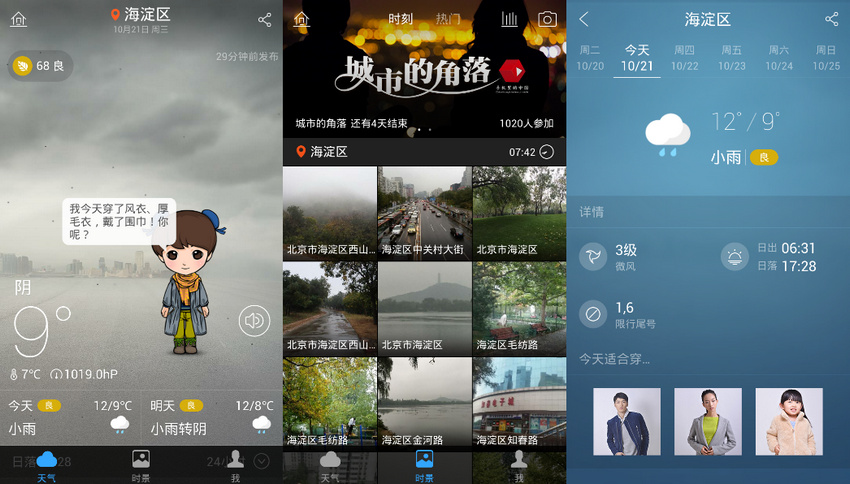 海淀区
10月21日 周三
68 良
29分钟前发布
我今天穿了风衣、厚
毛衣，戴了围巾！你
呢？
阴
9°
7℃ 1019.0hP
今天 良 12/9℃
小雨
明天 良 12/8℃
小雨转阴
天气
时景
我
时刻 热门
城市的角落
城市的角落 还有4天结束
1020人参加
海淀区
07:42
北京市海淀区西山...
海淀区中关村大街
北京市海淀区
北京市海淀区西山...
北京市海淀区
海淀区毛纺路
海淀区毛纺路
海淀区金河路
海淀区知春路
天气
时景
我
海淀区
周二 今天 周四 周五 周六 周日
10/20 10/21 10/22 10/23 10/24 10/25
12°/ 9°
小雨 良
详情
3级
微风
日出 06:31
日落 17:28
1,6
限行尾号
今天适合穿...